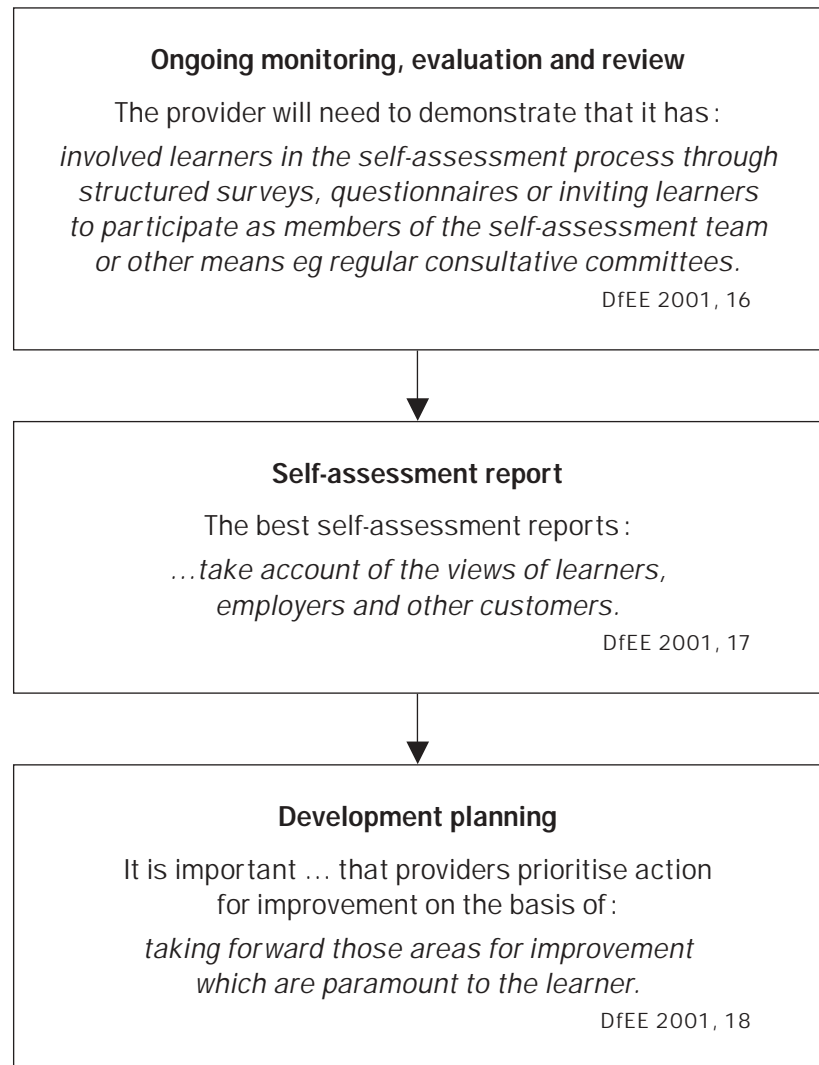 Ongoing monitoring, evaluation and review
The provider will need to demonstrate that it has:
involved learners in the self-assessment process through
structured surveys, questionnaires or inviting learners
to participate as members of the self-assessment team
or other means eg regular consultative committees.
DfEE 2001, 16
Self-assessment report
The best self-assessment reports:
…take account of the views of learners,
employers and other customers.
DfEE 2001, 17
Development planning
It is important … that providers prioritise action
for improvement on the basis of:
taking forward those areas for improvement
which are paramount to the learner.
DfEE 2001, 18